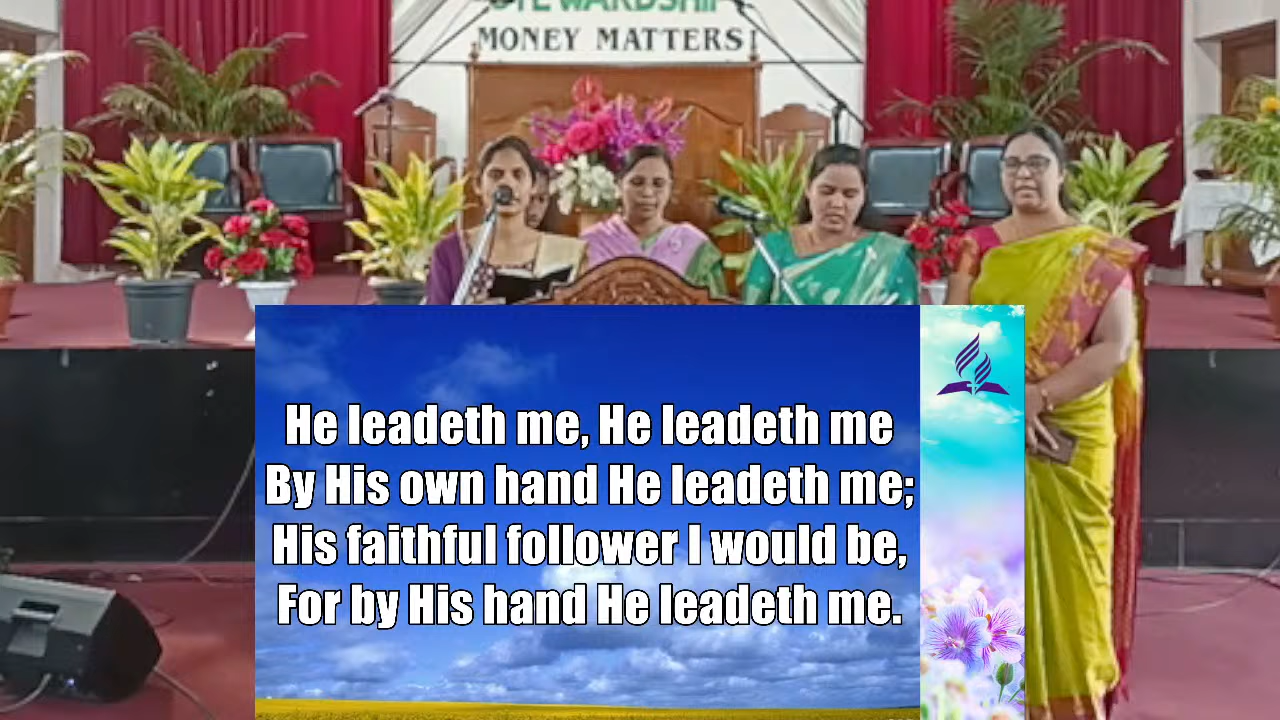 STEWARDSHIP
MONEY MATTERS!
He leadeth me, He leadeth me
By His own hand He leadeth me;
His faithful follower I would be,
For by His hand He leadeth me.